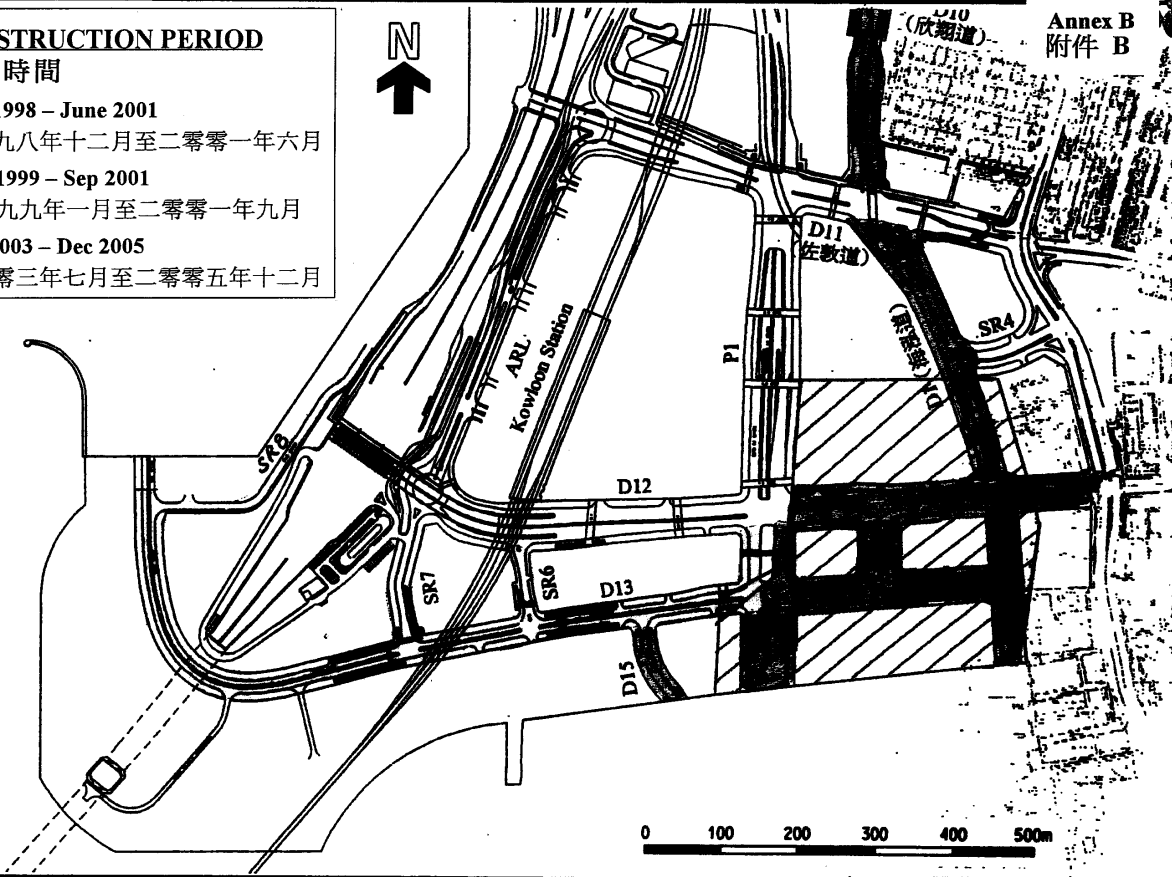 STRUCTION PERIOD
時間
1998 – June 2001
九八年十二月至二零零一年六月
1999 – Sep 2001
九九年一月至二零零一年九月
003 – Dec 2005
零三年七月至二零零五年十二月
N
D10
(欣翔道)
Annex B
附件 B
D11
佐敦道)
SR4
P1
ARL
Kowloon Station
SR8
D12
SR7
SR6
D13
D15
0 100 200 300 400 500m